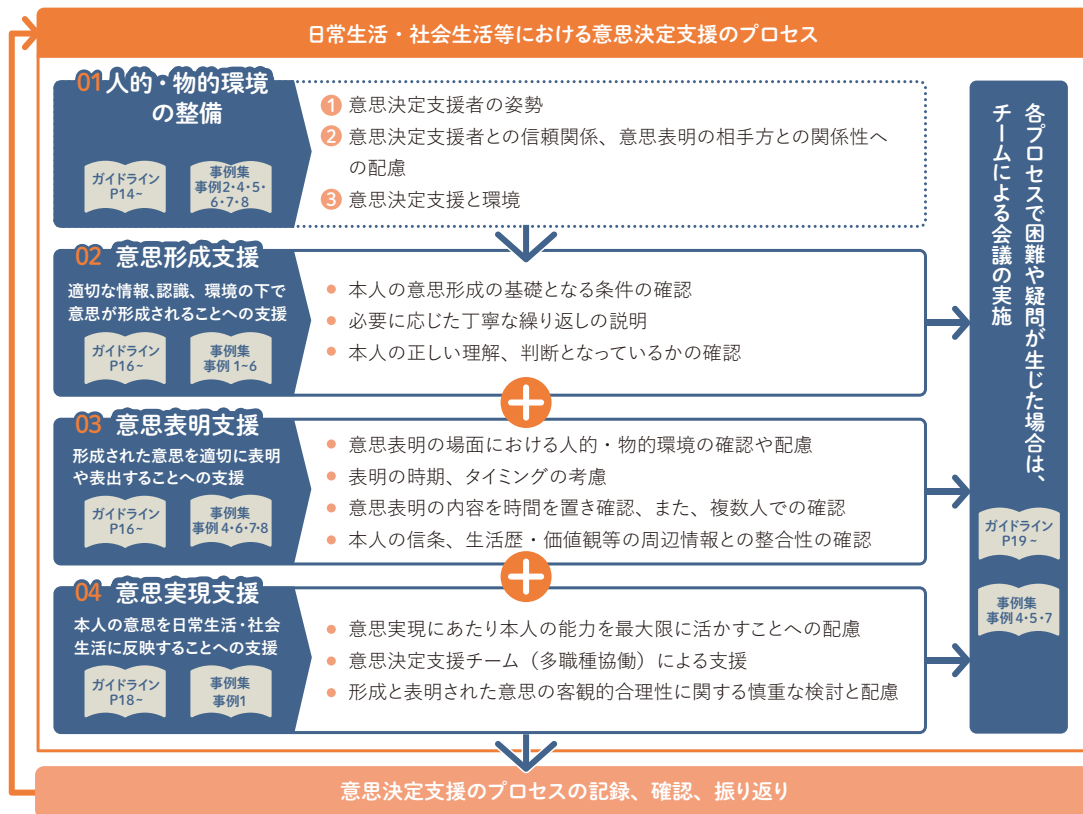 日常生活・社会生活等における意思決定支援のプロセス
01 人的・物的環境
の整備
ガイドライン
P14~
事例集
事例2・4・5・
6・7・8
1 意思決定支援者の姿勢
2 意思決定支援者との信頼関係、意思表明の相手方との関係性へ
の配慮
3 意思決定支援と環境
02 意思形成支援
適切な情報、認識、環境の下で
意思が形成されることへの支援
ガイドライン
P16~
事例集
事例 1~6
• 本人の意思形成の基礎となる条件の確認
• 必要に応じた丁寧な繰り返しの説明
• 本人の正しい理解、判断となっているかの確認
03 意思表明支援
形成された意思を適切に表明
や表出することへの支援
ガイドライン
P16~
事例集
事例 4・6・7・8
• 意思表明の場面における人的・物的環境の確認や配慮
• 表明の時期、タイミングの考慮
• 意思表明の内容を時間を置き確認、また、複数人での確認
• 本人の信条、生活歴・価値観等の周辺情報との整合性の確認
04 意思実現支援
本人の意思を日常生活・社会
生活に反映することへの支援
ガイドライン
P18~
事例集
事例1
• 意思実現にあたり本人の能力を最大限に活かすことへの配慮
• 意思決定支援チーム（多職種協働）による支援
• 形成と表明された意思の客観的合理性に関する慎重な検討と配慮
各プロセスで困難や疑問が生じた場合は、
チームによる会議の実施
ガイドライン
P19 ~
事例集
事例 4・5・7
意思決定支援のプロセスの記録、確認、振り返り